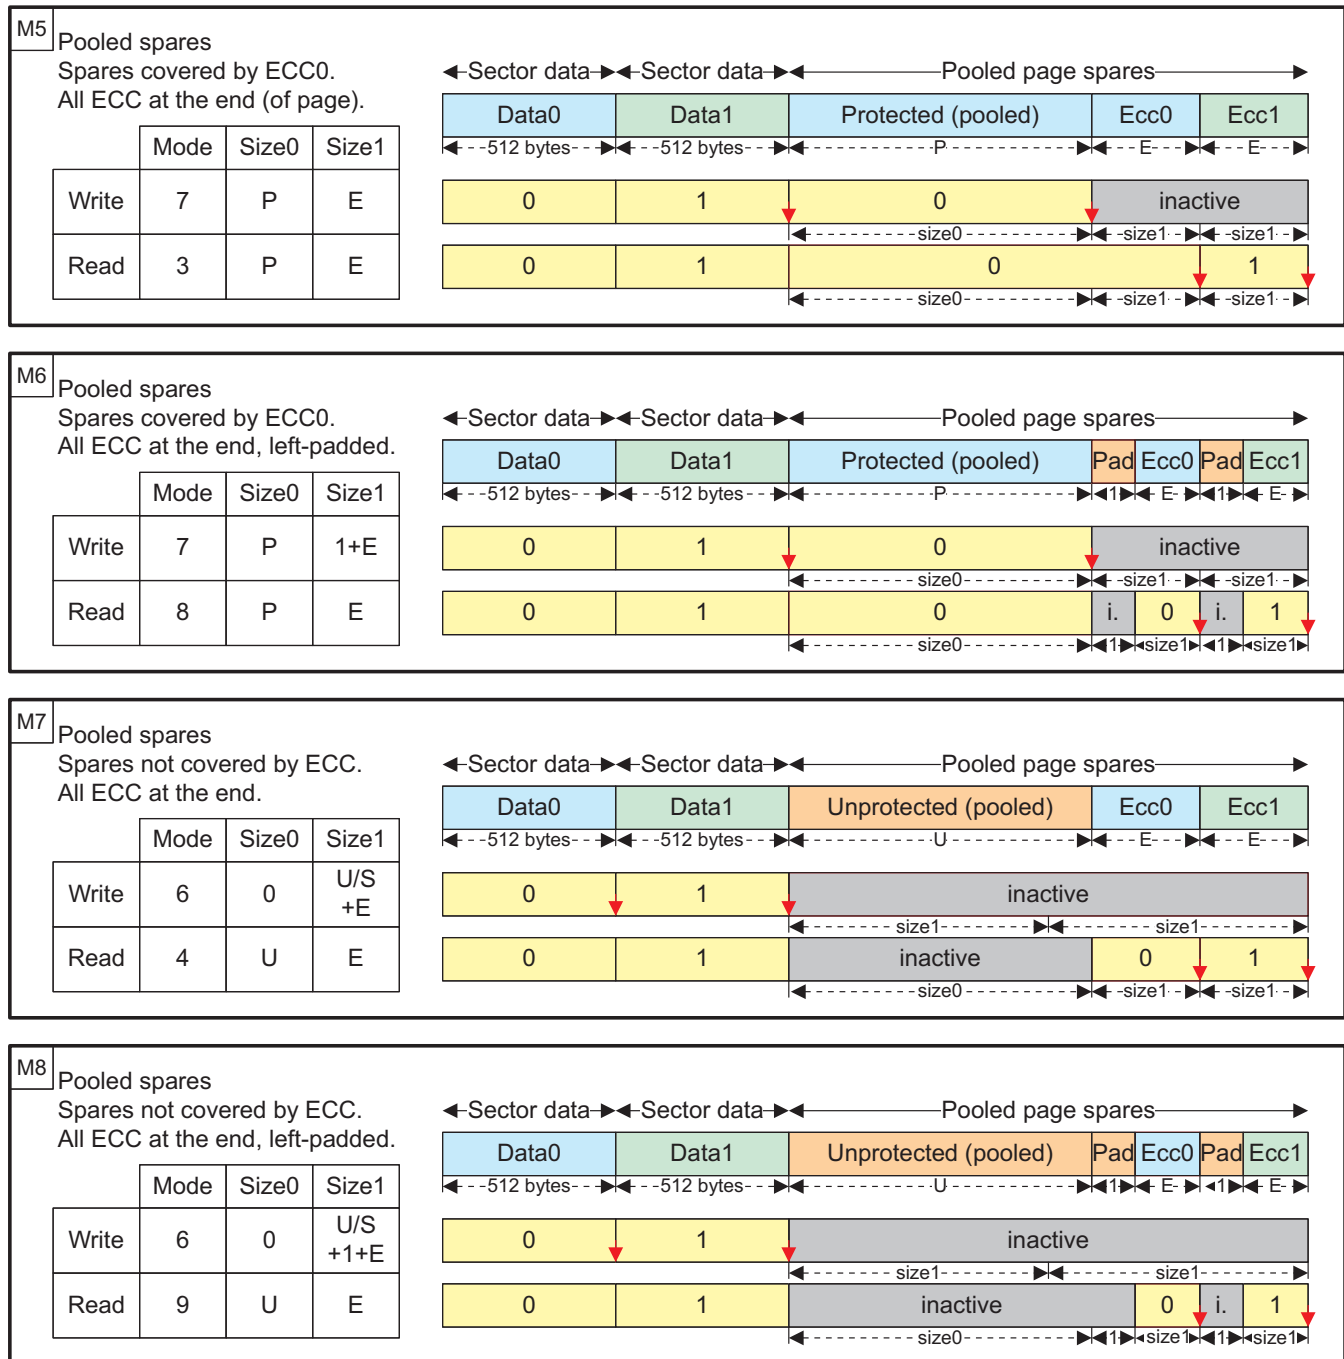 M5
Pooled spares
Spares covered by ECC0.
All ECC at the end (of page).
Mode Size0 Size1
Write 7 P E
Read 3 P E
Sector data Sector data Pooled page spares
Data0 Data1 Protected (pooled) Ecc0 Ecc1
512 bytes 512 bytes P E E
0 1 0 inactive
size0 size1 size1
0 1 0 1
size0 size1 size1
M6
Pooled spares
Spares covered by ECC0.
All ECC at the end, left-padded.
Mode Size0 Size1
Write 7 P 1+E
Read 8 P E
Sector data Sector data Pooled page spares
Data0 Data1 Protected (pooled) Pad Ecc0 Pad Ecc1
512 bytes 512 bytes P 1 E 1 E
0 1 0 inactive
size0 size1 size1
0 1 0 i. 0 i. 1
size0 1 size1 1 size1
M7
Pooled spares
Spares not covered by ECC.
All ECC at the end.
Mode Size0 Size1
Write 6 0 U/S
+E
Read 4 U E
Sector data Sector data Pooled page spares
Data0 Data1 Unprotected (pooled) Ecc0 Ecc1
512 bytes 512 bytes U E E
0 1 inactive
size1 size1
0 1 inactive 0 1
size0 size1 size1
M8
Pooled spares
Spares not covered by ECC.
All ECC at the end, left-padded.
Mode Size0 Size1
Write 6 0 U/S
+1+E
Read 9 U E
Sector data Sector data Pooled page spares
Data0 Data1 Unprotected (pooled) Pad Ecc0 Pad Ecc1
512 bytes 512 bytes U 1 E 1 E
0 1 inactive
size1 size1
0 1 inactive 0 i. 1
size0 1 size1 1 size1